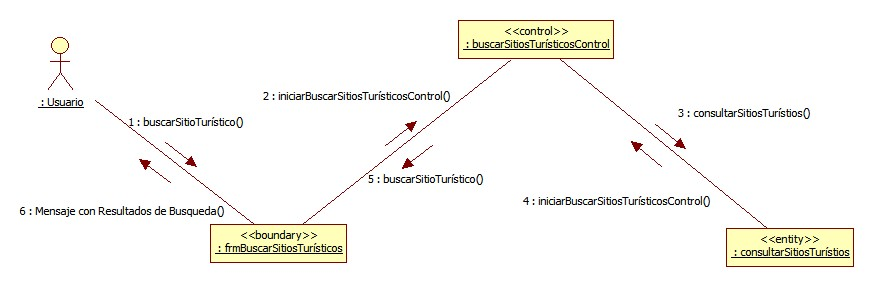 <<control>>
: buscarSitiosTurísticosControl
: Usuario
1 : buscarSitioTurístico()
2 : iniciarBuscarSitiosTurísticosControl()
3 : consultarSitiosTurístios()
4 : iniciarBuscarSitiosTurísticosControl()
5 : buscarSitioTurístico()
6 : Mensaje con Resultados de Busqueda()
<<boundary>>
: frmBuscarSitiosTurísticos
<<entity>>
: consultarSitiosTurístios